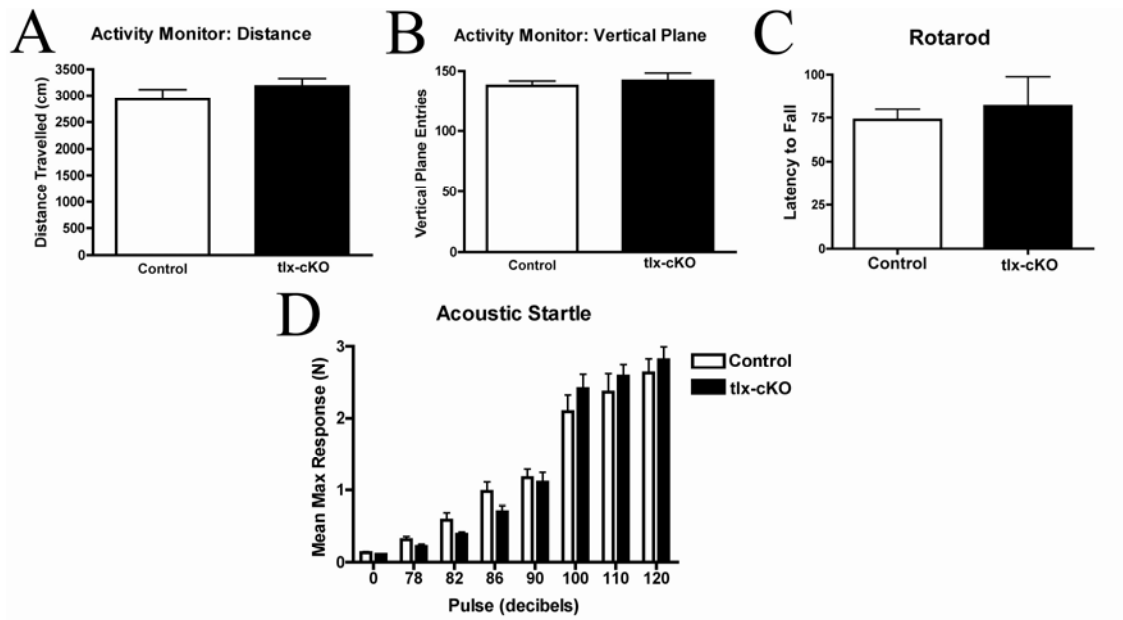 A
Activity Monitor: Distance
Distance Travelled (cm)
3500
3000
2500
2000
1500
1000
500
0
Control
tlx-cKO
B
Activity Monitor: Vertical Plane
Vertical Plane Entries
150
100
50
0
Control
tlx-cKO
C
Rotarod
Latency to Fall
100
75
50
25
0
Control
tlx-cKO
D
Acoustic Startle
Mean Max Response (N)
3
2
1
0
0 78 82 86 90 100 110 120
Pulse (decibels)
Control
tlx-cKO